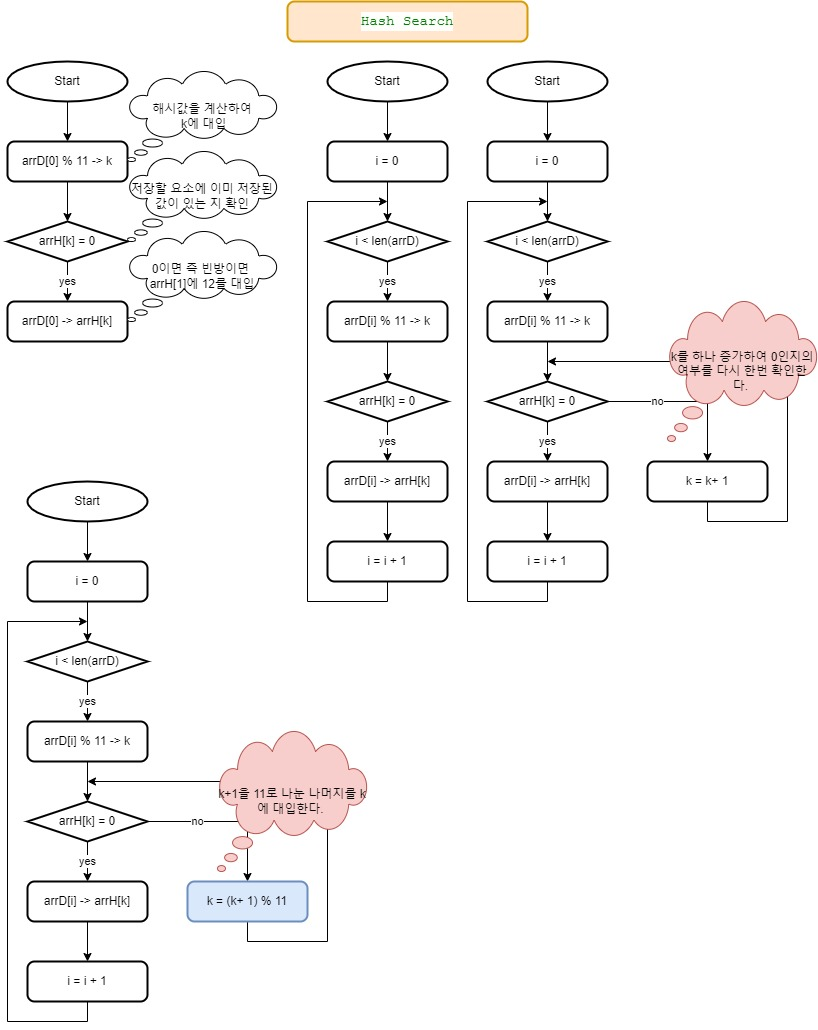 Hash Search
Start
해시값을 계산하여
k에 대입
arrD[0] % 11 -> k
저장할 요소에 이미 저장된
값이 있는 지 확인
arrH[k] = 0
yes
0이면 즉 빈방이면
arrH[1]에 12를 대입
arrD[0] -> arrH[k]
Start
i = 0
i < len(arrD)
yes
arrD[i] % 11 -> k
arrH[k] = 0
yes
arrD[i] -> arrH[k]
i = i + 1
Start
i = 0
i < len(arrD)
yes
arrD[i] % 11 -> k
k를 하나 증가하여 0인지의
여부를 다시 한번 확인한
다.
arrH[k] = 0
no
yes
arrD[i] -> arrH[k]
k = k+ 1
i = i + 1
Start
i = 0
i < len(arrD)
yes
arrD[i] % 11 -> k
k+1을 11로 나눈 나머지를 k
에 대입한다.
arrH[k] = 0
no
yes
arrD[i] -> arrH[k]
k = (k+ 1) % 11
i = i + 1